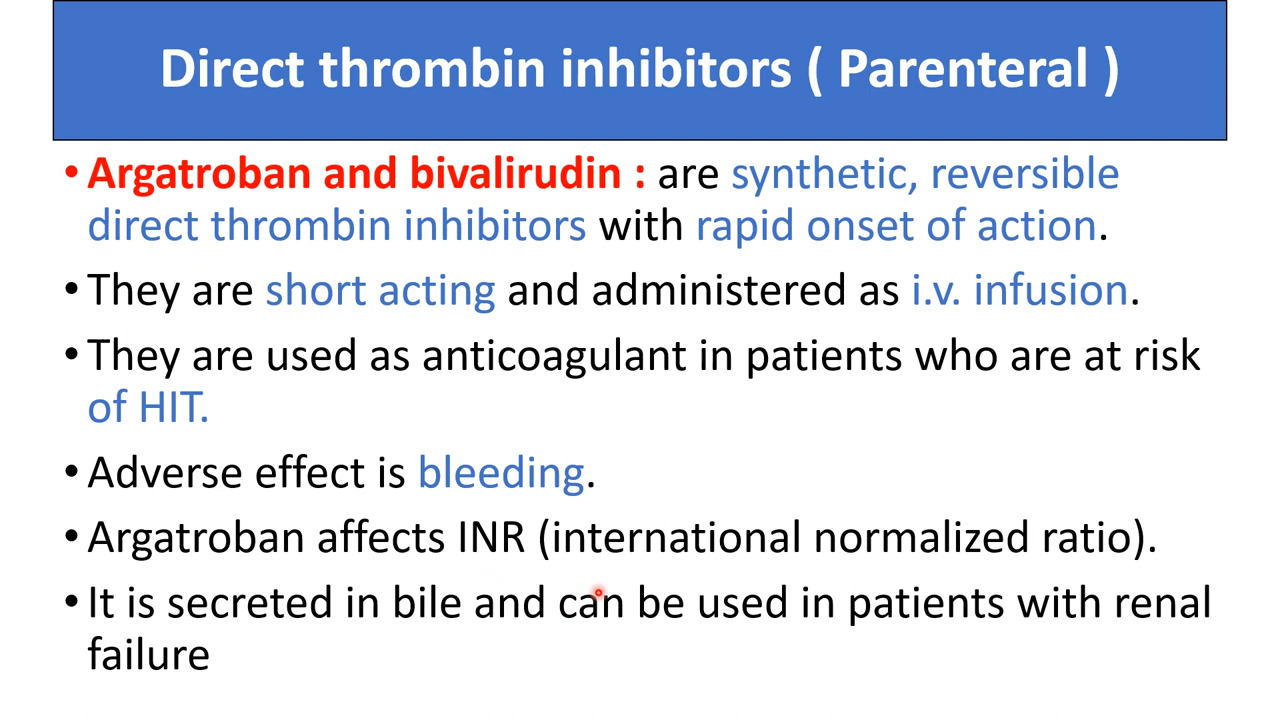 Direct thrombin inhibitors ( Parenteral )
• Argatroban and bivalirudin : are synthetic, reversible
direct thrombin inhibitors with rapid onset of action.
• They are short acting and administered as i.v. infusion.
• They are used as anticoagulant in patients who are at risk
of HIT.
• Adverse effect is bleeding.
• Argatroban affects INR (international normalized ratio).
• It is secreted in bile and can be used in patients with renal
failure